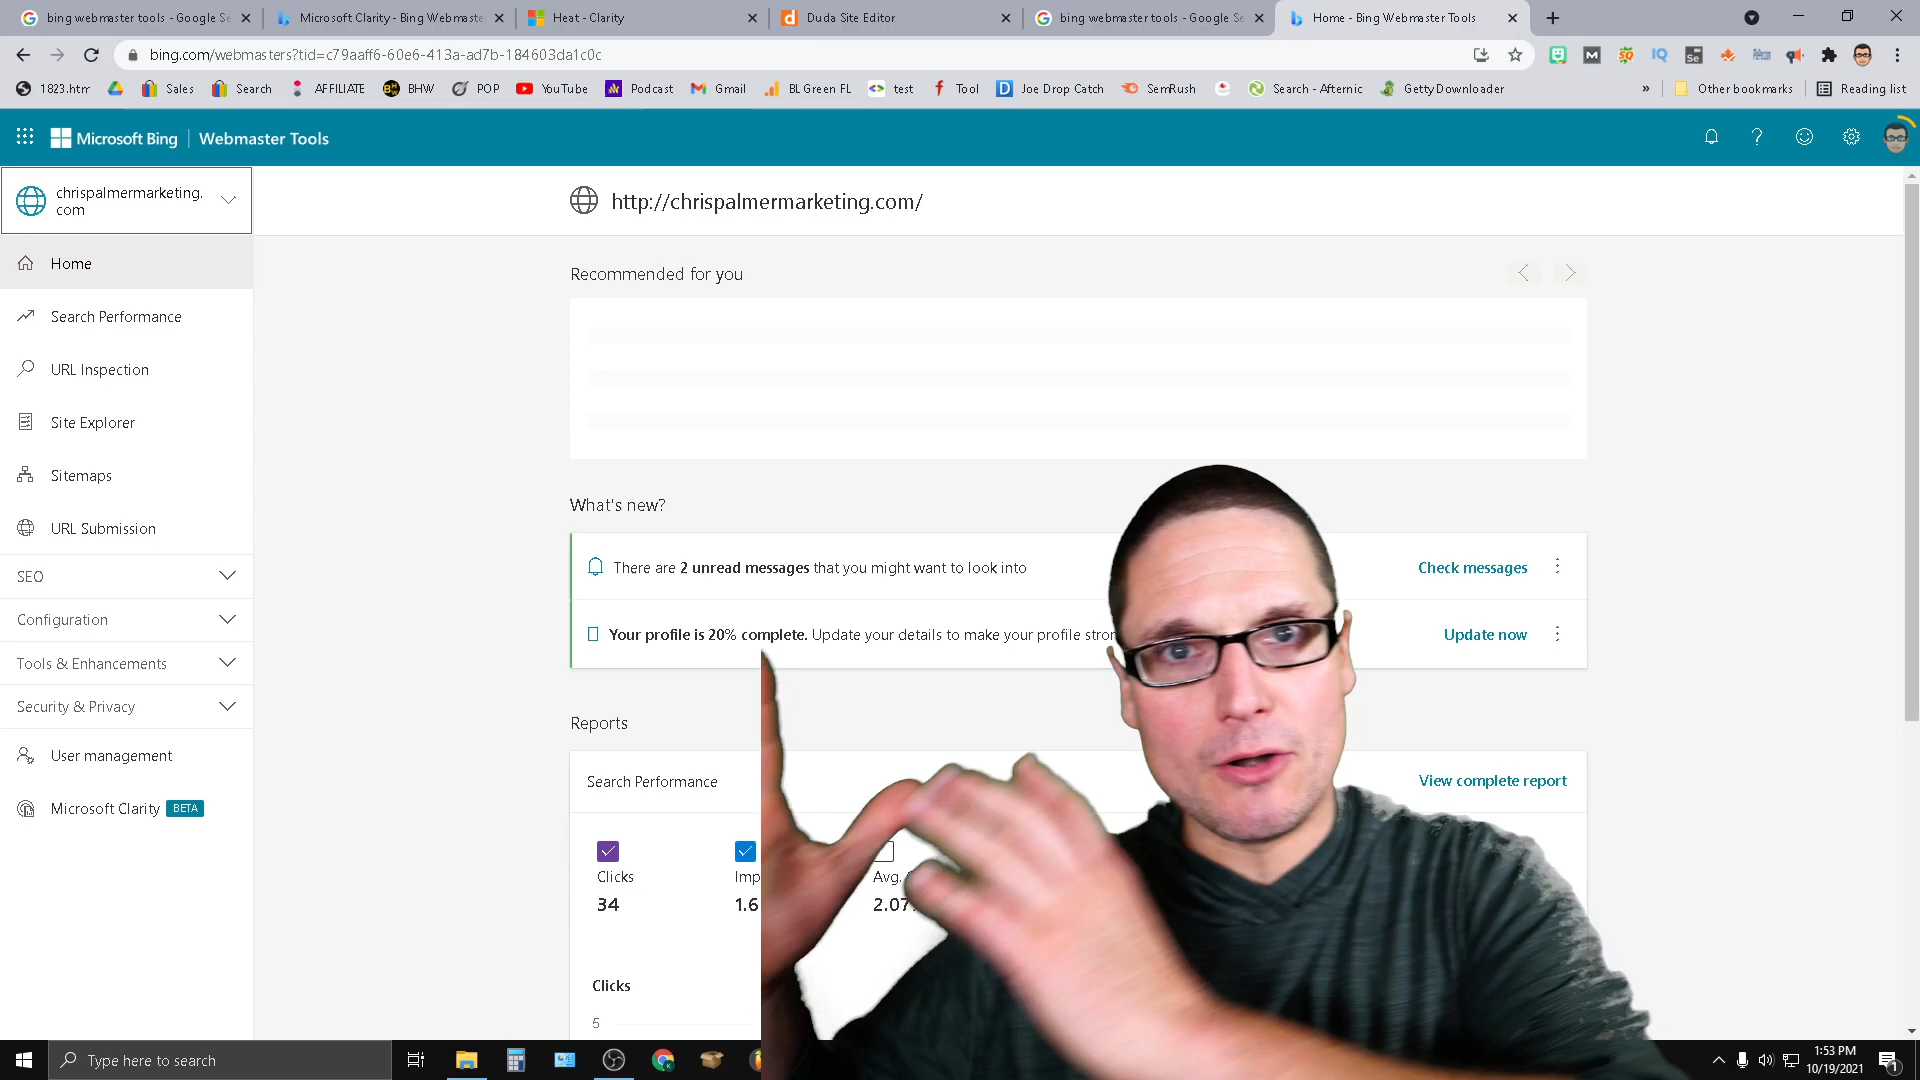 bing webmaster tools - Google Se
Microsoft Clarity - Bing Webmaste
Heat - Clarity
Duda Site Editor
bing webmaster tools - Google Se
Home - Bing Webmaster Tools
bing.com/webmasters?tid=c79aaff6-60e6-413a-ad7b-184603da1c0c
1823.htm
Sales
Search
AFFILIATE
BHW
POP
YouTube
Podcast
Gmail
BL Green FL
test
Tool
Joe Drop Catch
SemRush
Search - Afternic
GettyDownloader
»
Other bookmarks
Reading list
Microsoft Bing | Webmaster Tools
chrispalmermarketing.
com
http://chrispalmermarketing.com/
Home
Search Performance
URL Inspection
Site Explorer
Sitemaps
URL Submission
SEO
Configuration
Tools & Enhancements
Security & Privacy
User management
Microsoft Clarity BETA
Recommended for you
What's new?
There are 2 unread messages that you might want to look into
Check messages
Your profile is 20% complete. Update your details to make your profile stron
Update now
Reports
Search Performance
View complete report
Clicks
34
Imp
1.6
Avg.
2.07
Clicks
5
Type here to search
1:53 PM
10/19/2021
1